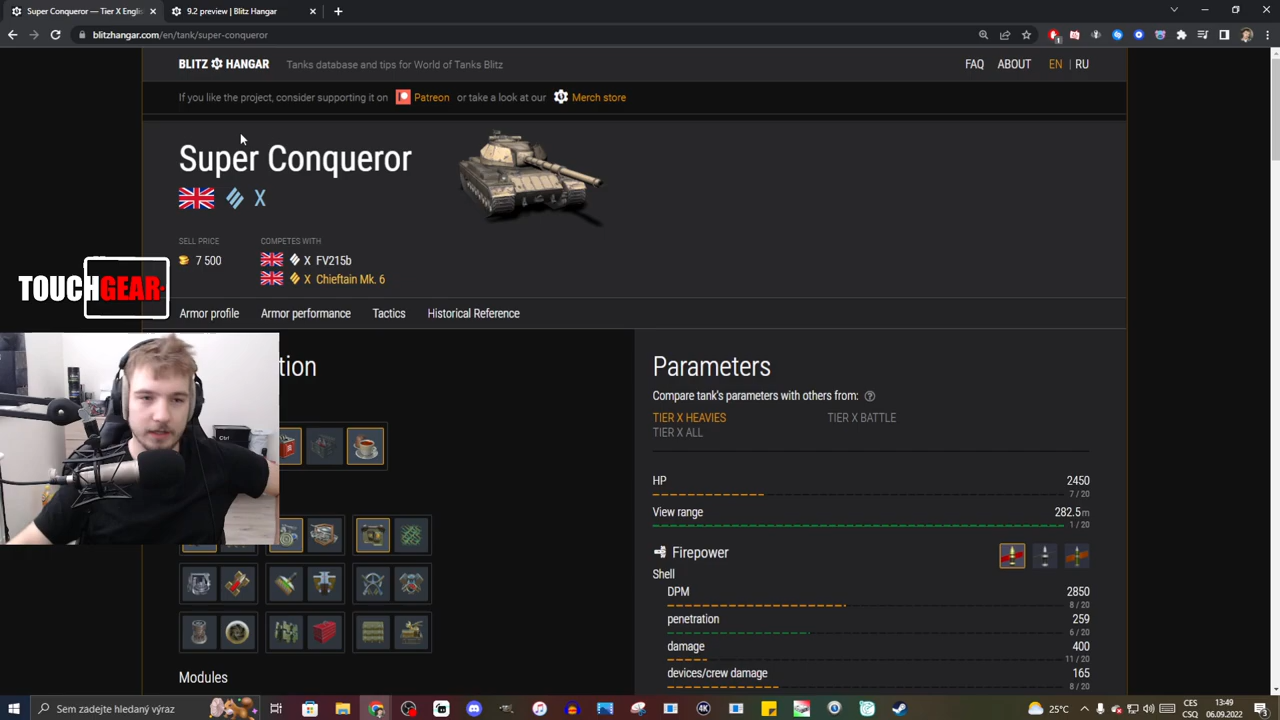 Super Conqueror — Tier X Engli
9.2 preview | Blitz Hangar
blitzhangar.com/en/tank/super-conqueror
BLITZ HANGAR
Tanks database and tips for World of Tanks Blitz
FAQ
ABOUT
EN | RU
If you like the project, consider supporting it on Patreon or take a look at our Merch store
Super Conqueror
X
SELL PRICE
COMPETES WITH
7 500
X FV215b
X Chieftain Mk. 6
TOUCHGEAR
Armor profile
Armor performance
Tactics
Historical Reference
tion
Parameters
Compare tank's parameters with others from: ?
TIER X HEAVIES
TIER X BATTLE
TIER X ALL
HP
2450
7 / 20
View range
282.5m
1 / 20
Firepower
Shell
DPM
2850
8 / 20
penetration
259
6 / 20
damage
400
11 / 20
devices/crew damage
165
8 / 20
Modules
Ctrl
Sem zadejte hledaný výraz
4K
25°C
CES
CSQ
13:49
06.09.2022